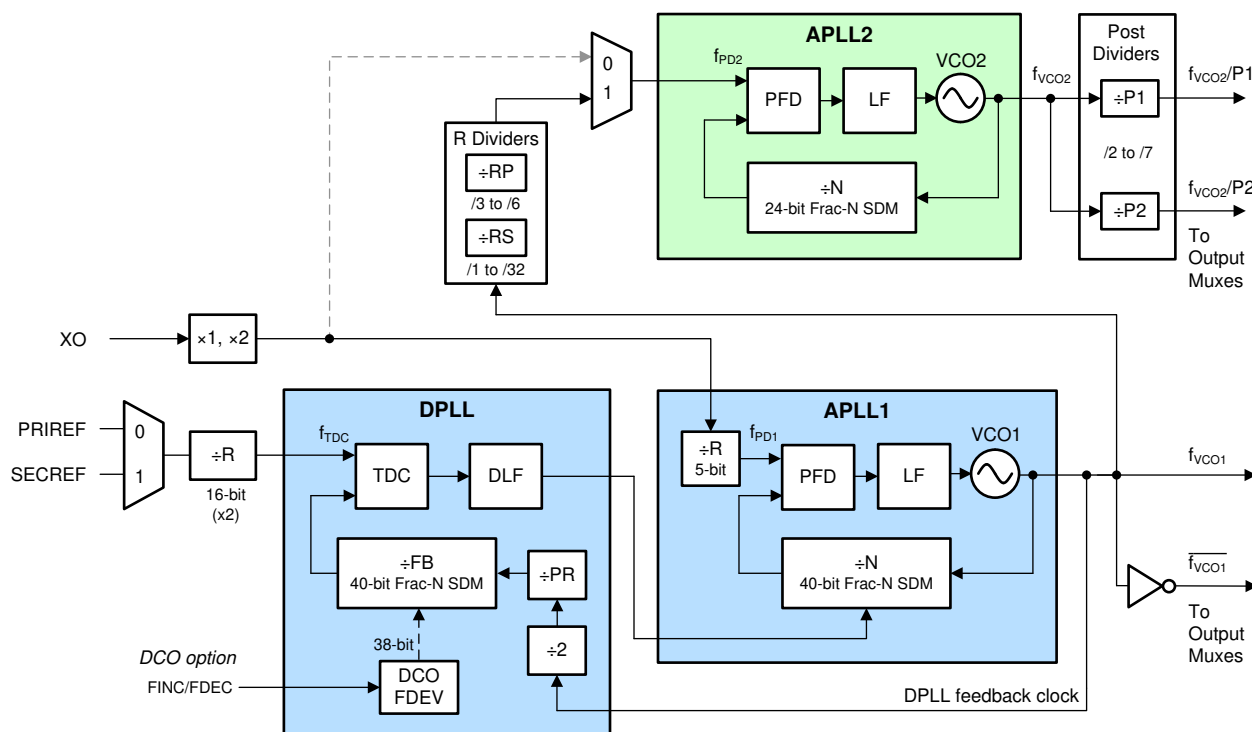 APLL2
f_PD2
PFD
LF
VCO2
÷N
24-bit Frac-N SDM
f_VCO2
Post
Dividers
÷P1
/2 to /7
÷P2
f_VCO2/P1
f_VCO2/P2
To
Output
Muxes
0
1
R Dividers
÷RP
/3 to /6
÷RS
/1 to /32
XO
×1, ×2
PRIREF
SECREF
0
1
÷R
16-bit
(x2)
DPLL
f_TDC
TDC
DLF
÷FB
40-bit Frac-N SDM
÷PR
÷2
38-bit
DCO
FDEV
DCO option
FINC/FDEC
APLL1
÷R
5-bit
f_PD1
PFD
LF
VCO1
÷N
40-bit Frac-N SDM
DPLL feedback clock
f_VCO1
f̅_VCO1
To
Output
Muxes